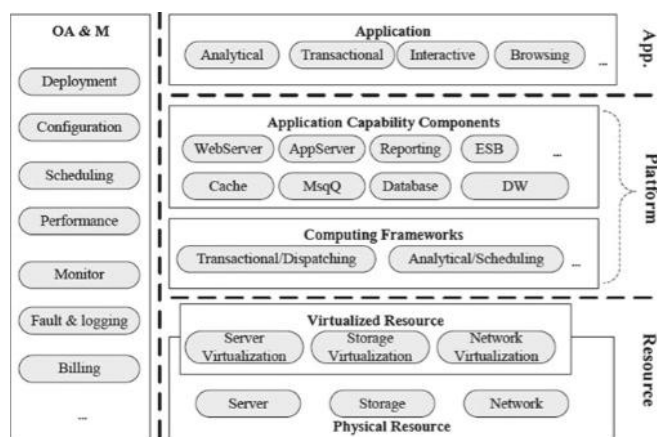 OA & M
Deployment
Configuration
Scheduling
Performance
Monitor
Fault & logging
Billing
...
Application
Analytical Transactional Interactive Browsing ...
App.
Application Capability Components
WebServer AppServer Reporting ESB ...
Cache MsqQ Database DW
Computing Frameworks
Transactional/Dispatching Analytical/Scheduling ...
Platform
Virtualized Resource
Server Virtualization Storage Virtualization Network Virtualization
Server Storage Network
Physical Resource
Resource